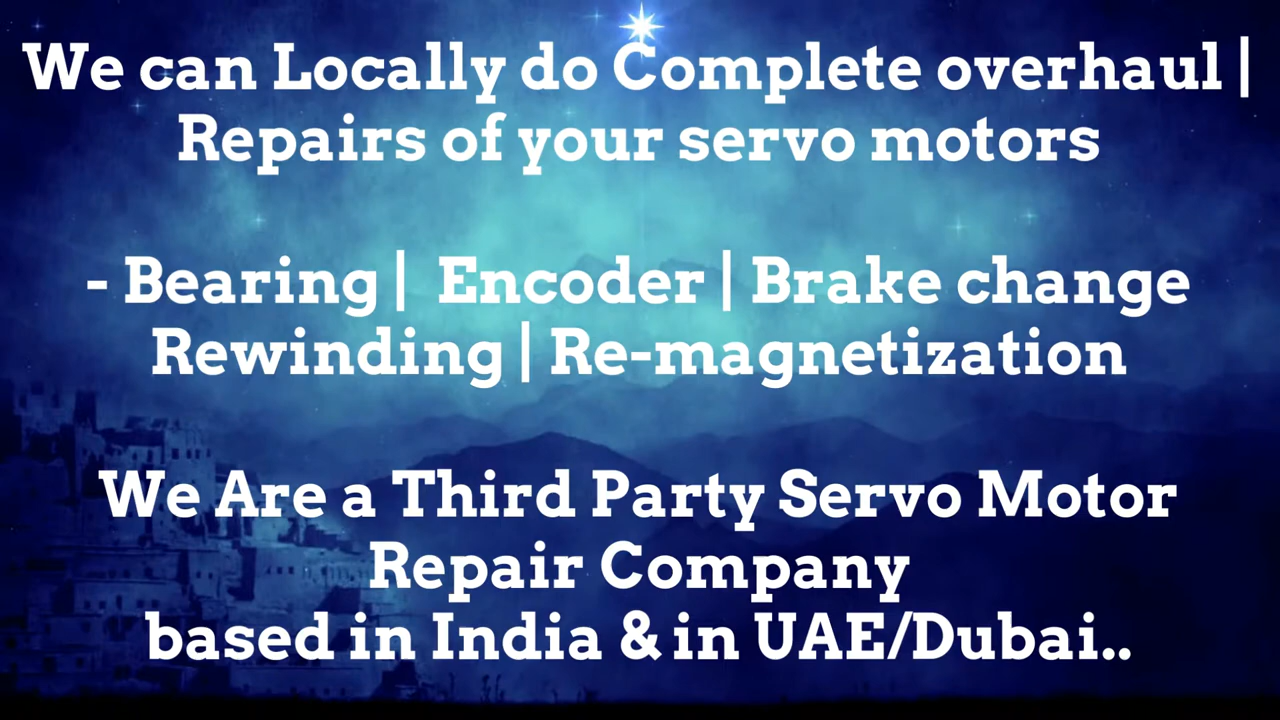 We can Locally do Complete overhaul |
Repairs of your servo motors
- Bearing | Encoder | Brake change
Rewinding | Re-magnetization
We Are a Third Party Servo Motor
Repair Company
based in India & in UAE/Dubai..